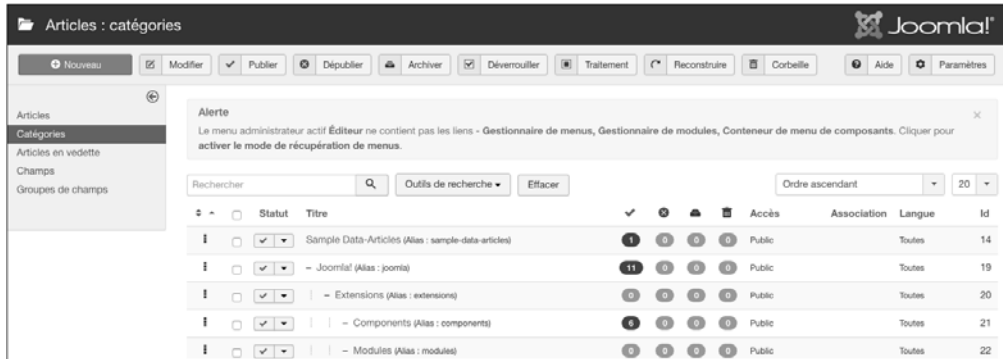 Articles : catégories
Joomla!®
Nouveau Modifier Publier Dépublier Archiver Déverrouiller Traitement Reconstruire Corbeille Aide Paramètres
Articles
Catégories
Articles en vedette
Champs
Groupes de champs
Alerte
Le menu administrateur actif Éditeur ne contient pas les liens - Gestionnaire de menus, Gestionnaire de modules, Conteneur de menu de composants. Cliquer pour
activer le mode de récupération de menus.
Rechercher Outils de recherche Effacer Ordre ascendant 20
Statut Titre Accès Association Langue Id
Sample Data-Articles (Alias : sample-data-articles) 1 0 0 0 Public Toutes 14
– Joomla! (Alias : joomla) 11 0 0 0 Public Toutes 19
– Extensions (Alias : extensions) 0 0 0 0 Public Toutes 20
– Components (Alias : components) 6 0 0 0 Public Toutes 21
– Modules (Alias : modules) 0 0 0 0 Public Toutes 22